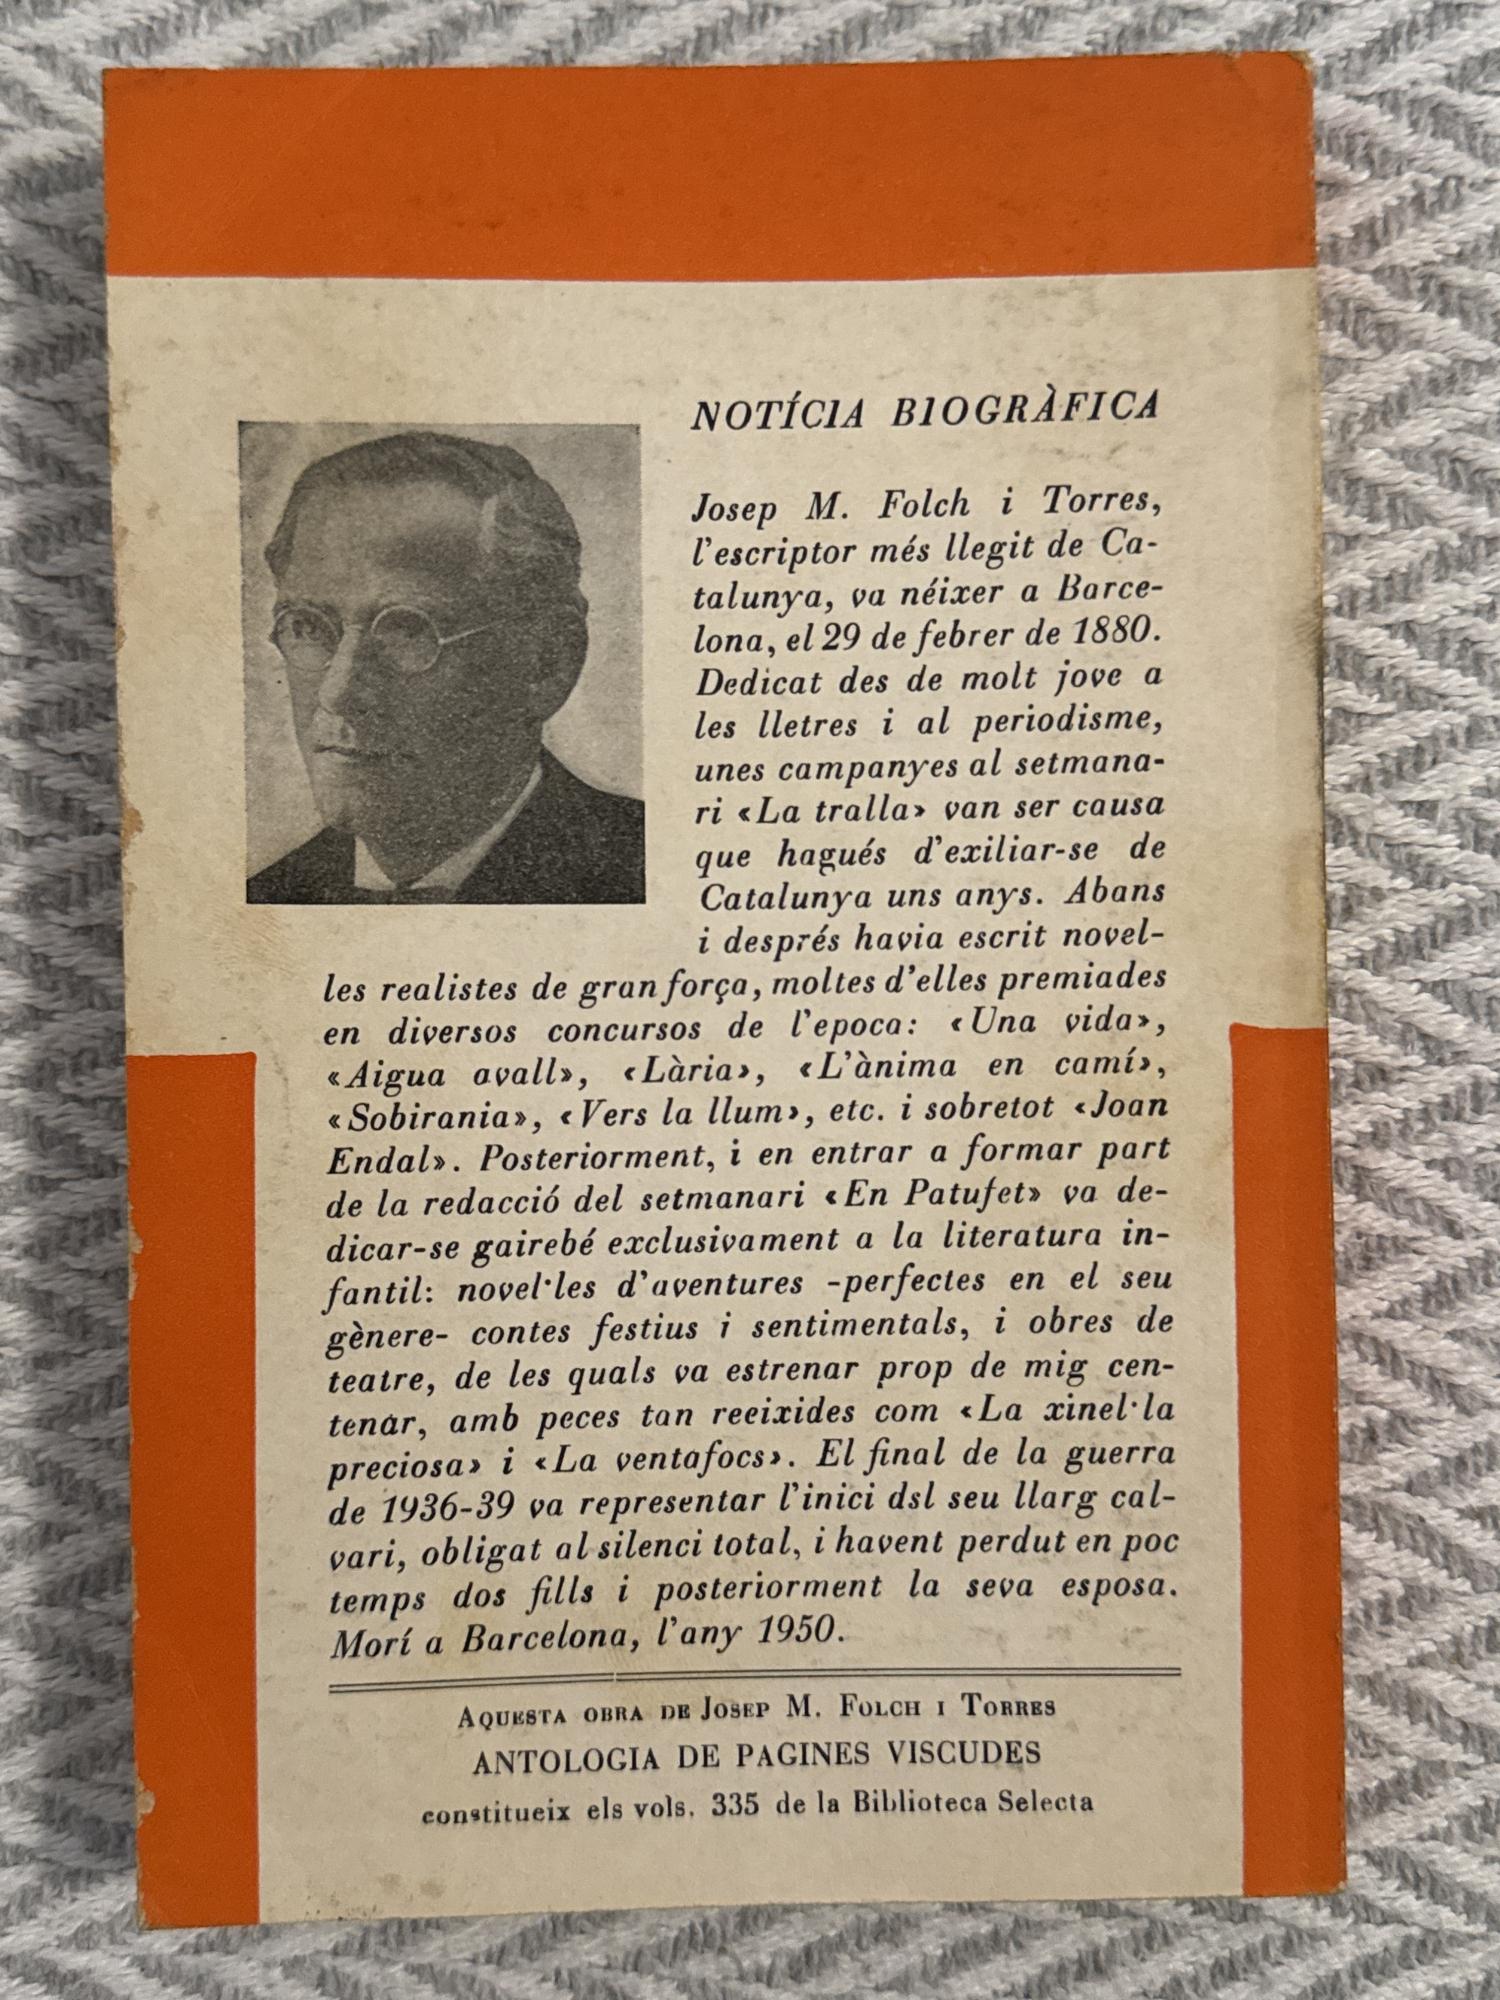 NOTÍCIA BIOGRÀFICA
Josep M. Folch i Torres,
l'escriptor més llegit de Ca-
talunya, va néixer a Barce-
lona, el 29 de febrer de 1880.
Dedicat des de molt jove a
les lletres i al periodisme,
unes campanyes al setmana-
ri «La tralla» van ser causa
que hagués d'exiliar-se de
Catalunya uns anys. Abans
i després havia escrit novel-
les realistes de gran força, moltes d'elles premiades
en diversos concursos de l'epoca: «Una vida»,
«Aigua avall», «Lària», «L'ànima en camí»,
«Sobirania», «Vers la llum», etc. i sobretot «Joan
Endal». Posteriorment, i en entrar a formar part
de la redacció del setmanari «En Patufet» va de-
dicar-se gairebé exclusivament a la literatura in-
fantil: novel·les d'aventures -perfectes en el seu
gènere- contes festius i sentimentals, i obres de
teatre, de les quals va estrenar prop de mig cen-
tenar, amb peces tan reeixides com «La xinel·la
preciosa» i «La ventafocs». El final de la guerra
de 1936-39 va representar l'inici dsl seu llarg cal-
vari, obligat al silenci total, i havent perdut en poc
temps dos fills i posteriorment la seva esposa.
Morí a Barcelona, l'any 1950.
AQUESTA OBRA DE JOSEP M. FOLCH I TORRES
ANTOLOGIA DE PAGINES VISCUDES
constitueix els vols. 335 de la Biblioteca Selecta